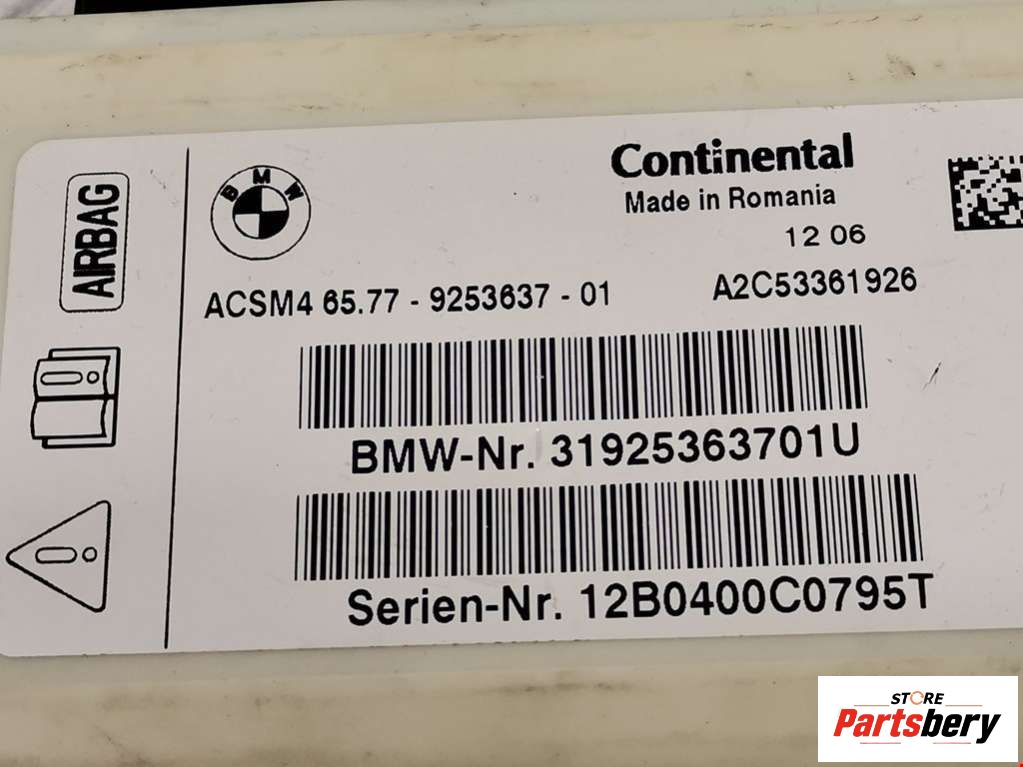 AIRBAG
BMW
Continental
Made in Romania
12 06
ACSM4 65.77 - 9253637 - 01
A2C53361926
BMW-Nr. 31925363701U
Serien-Nr. 12B0400C0795T
STORE
Partsbery